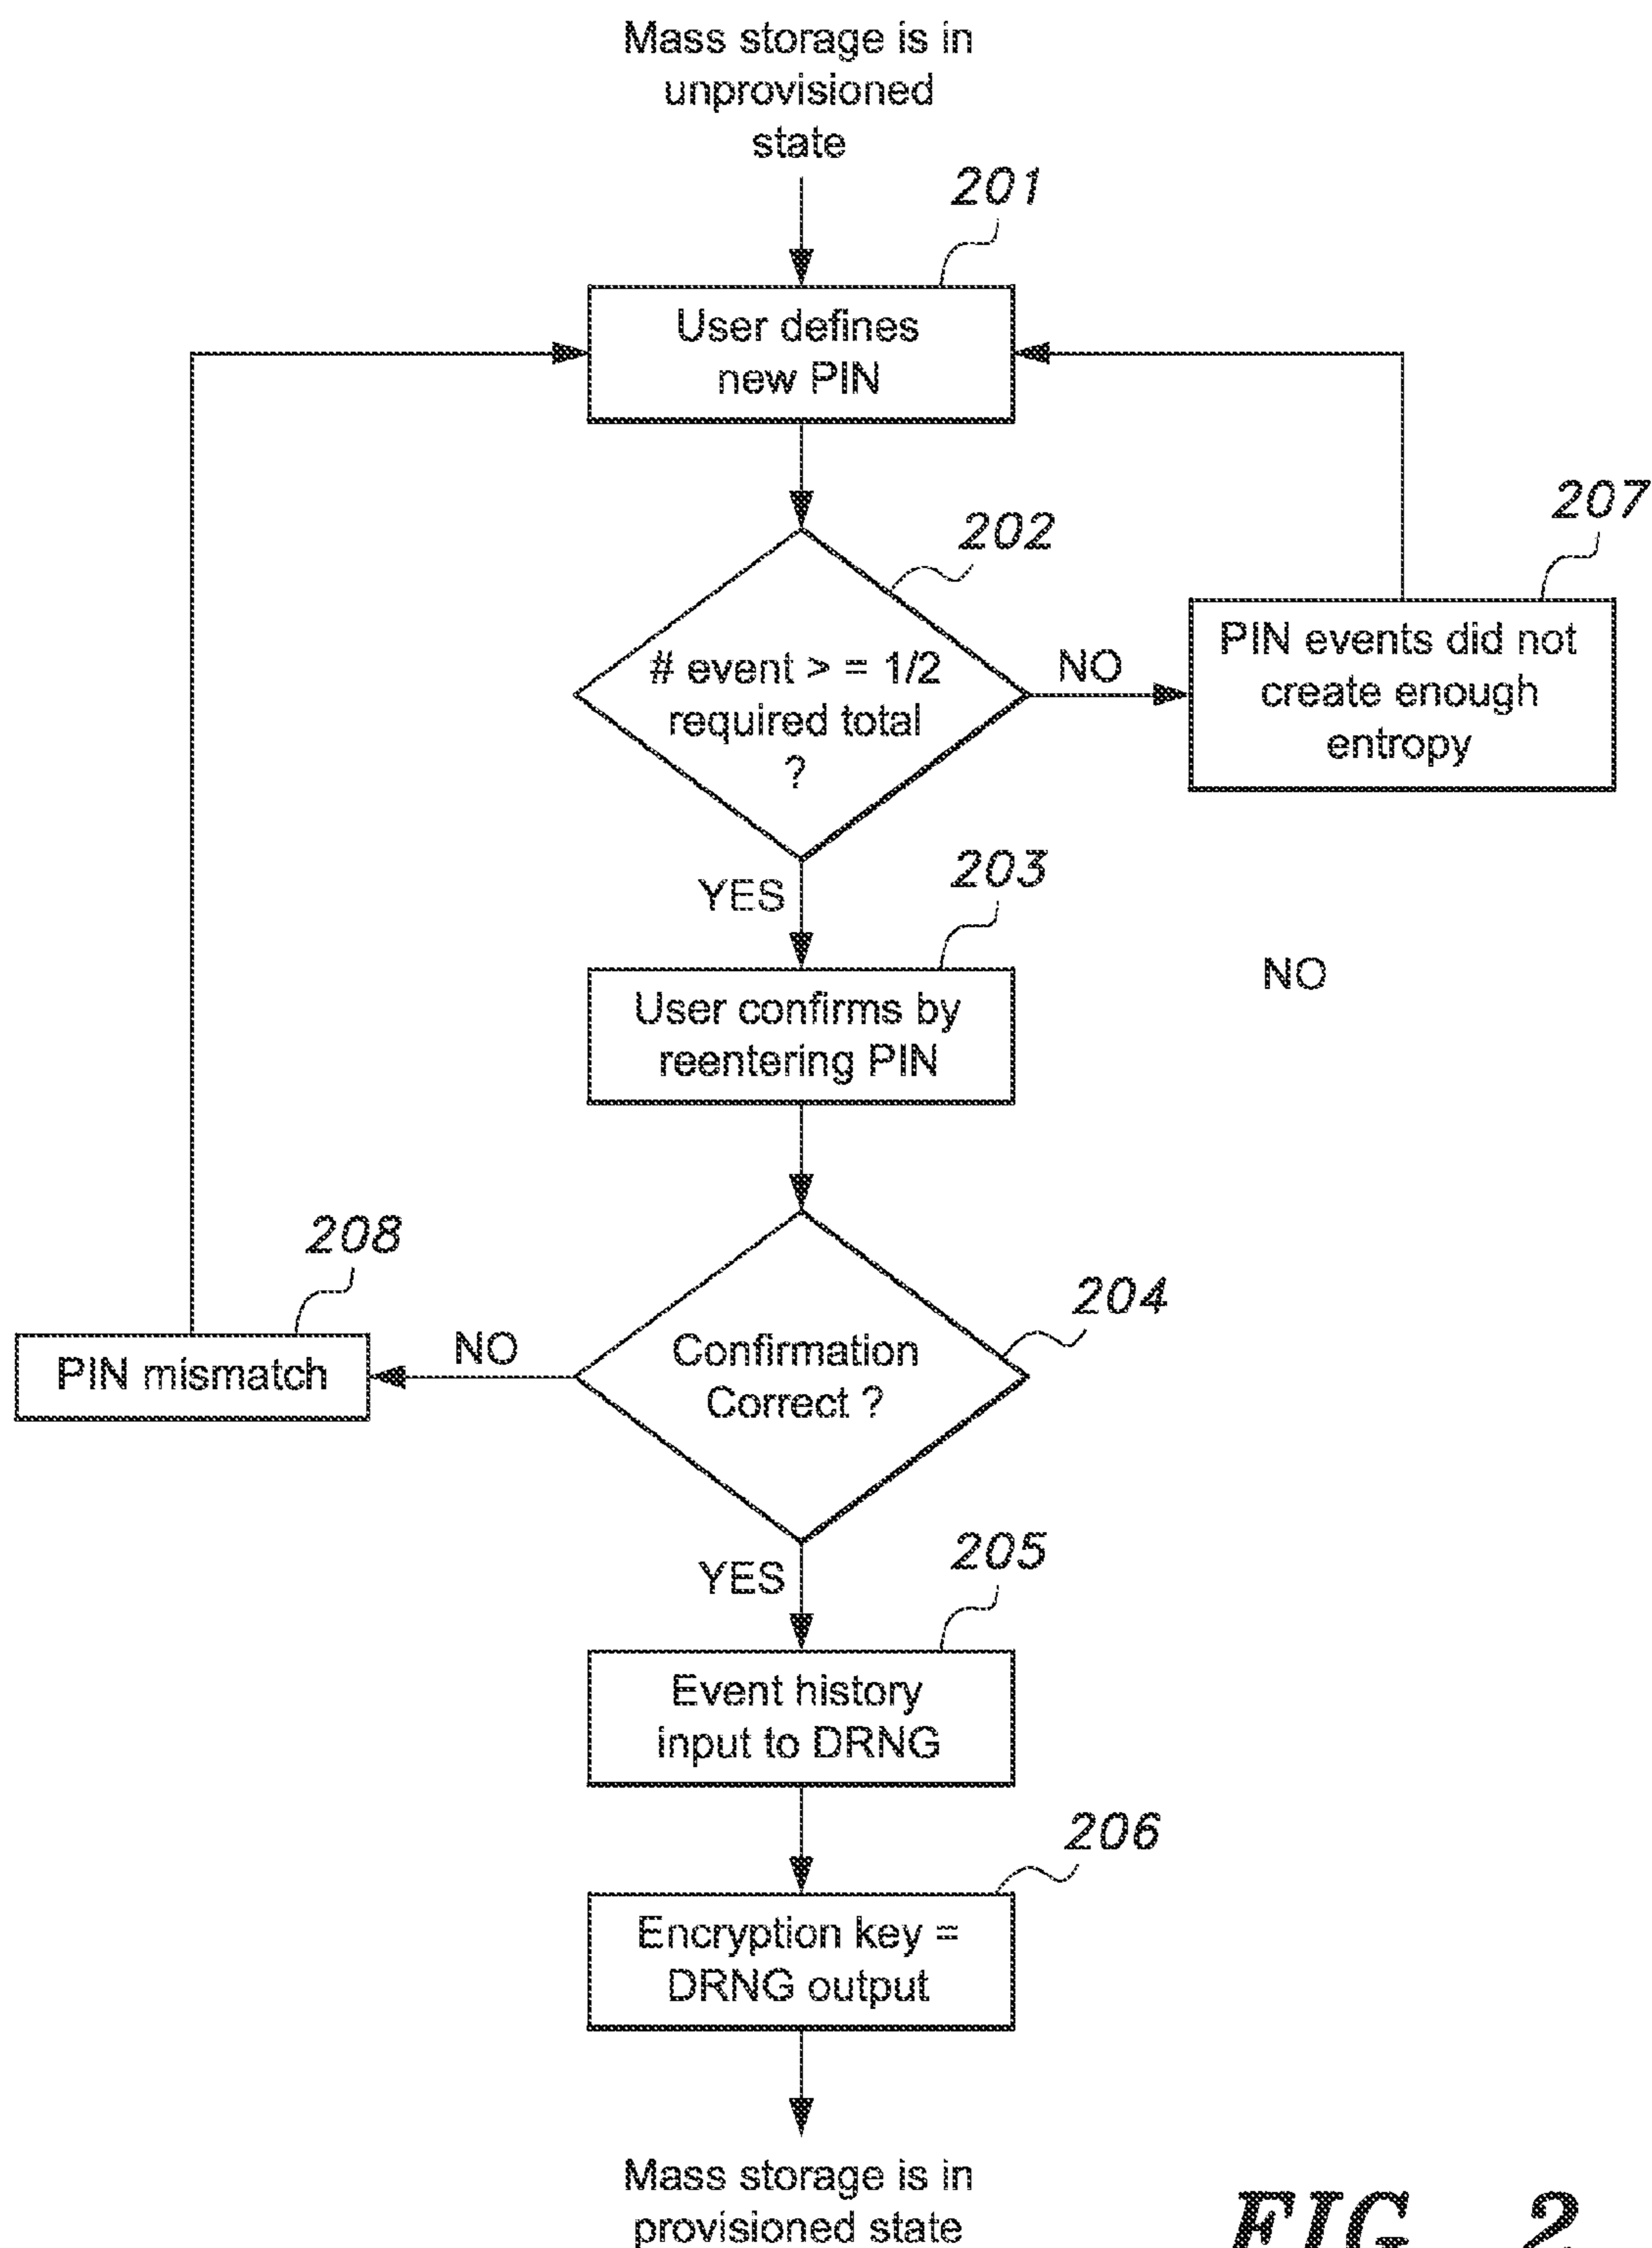 Mass storage is in
unprovisioned
state
201
User defines
new PIN
202
# event > = 1/2
required total
?
NO
207
PIN events did not
create enough
entropy
YES
203
User confirms by
reentering PIN
NO
208
PIN mismatch
NO
204
Confirmation
Correct ?
YES
205
Event history
input to DRNG
206
Encryption key =
DRNG output
Mass storage is in
provisioned state
FIG. 2